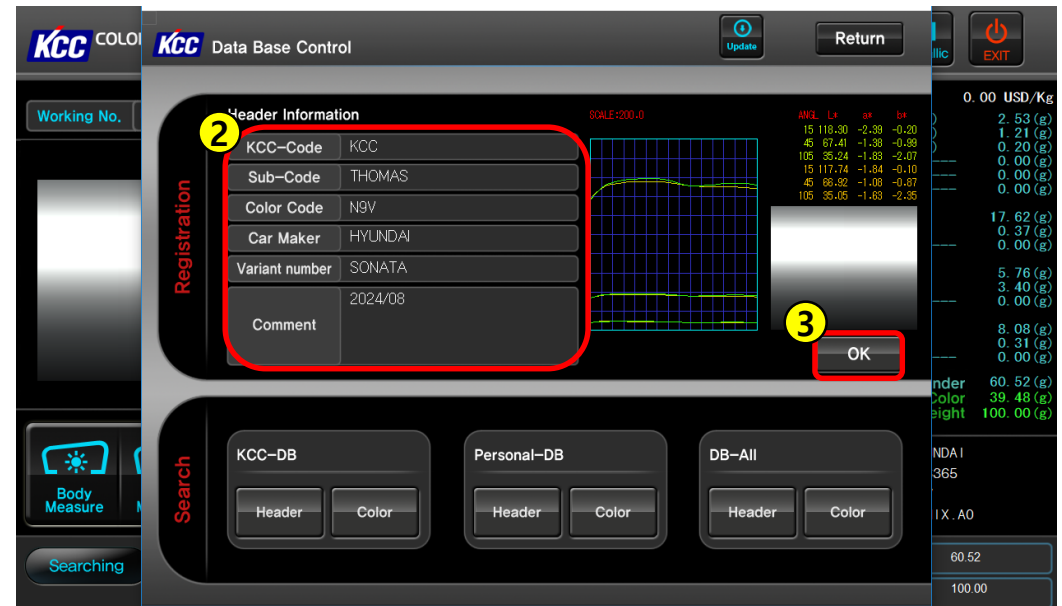 KCC COLO
KCC Data Base Control
Update
Return
llic
EXIT
Working No.
0.00 USD/Kg
2
Header Information
KCC-Code KCC
Sub-Code THOMAS
Color Code N9V
Car Maker HYUNDAI
Variant number SONATA
Comment 2024/08
Registration
SCALE:200.0
ANGL L* a* b*
15 118.30 -2.39 -0.20
45 67.41 -1.38 -0.99
105 35.24 -1.83 -2.07
15 117.74 -1.84 -0.10
45 66.92 -1.08 -0.87
105 35.05 -1.63 -2.35
3
OK
2.53(g)
1.21(g)
0.20(g)
0.00(g)
0.00(g)
0.00(g)
17.62(g)
0.37(g)
0.00(g)
5.76(g)
3.40(g)
0.00(g)
8.08(g)
0.31(g)
0.00(g)
nder 60.52(g)
Color 39.48(g)
eight 100.00(g)
Search
KCC-DB
Header Color
Personal-DB
Header Color
DB-All
Header Color
Body
Measure
M
NDAI
365
IX.A0
Searching
60.52
100.00